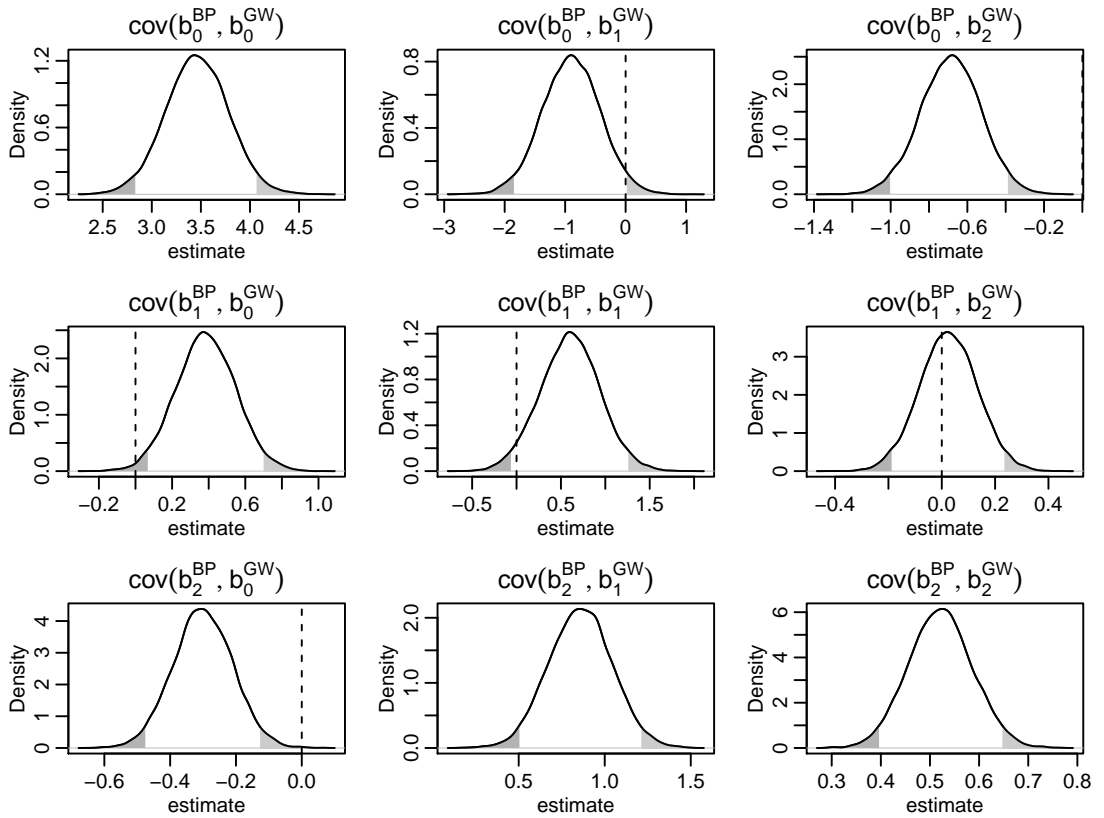 cov(b₀ᴮᴾ, b₀ᴳᵂ) cov(b₀ᴮᴾ, b₁ᴳᵂ) cov(b₀ᴮᴾ, b₂ᴳᵂ)
Density 0.0 0.6 1.2 Density 0.0 0.4 0.8 Density 0.0 1.0 2.0
2.5 3.0 3.5 4.5 −3 −2 −1 0 1 −1.4 −1.0 −0.6 −0.2
estimate estimate estimate
cov(b₁ᴮᴾ, b₀ᴳᵂ) cov(b₁ᴮᴾ, b₁ᴳᵂ) cov(b₁ᴮᴾ, b₂ᴳᵂ)
Density 0.0 1.0 2.0 Density 0.0 0.4 0.8 1.2 Density 0 1 2 3
−0.2 0.2 0.6 1.0 −0.5 0.5 1.5 −0.4 0.0 0.2 0.4
estimate estimate estimate
cov(b₂ᴮᴾ, b₀ᴳᵂ) cov(b₂ᴮᴾ, b₁ᴳᵂ) cov(b₂ᴮᴾ, b₂ᴳᵂ)
Density 0 1 2 3 4 Density 0.0 1.0 2.0 Density 0 2 4 6
−0.6 −0.4 −0.2 0.0 0.5 1.0 1.5 0.3 0.4 0.5 0.6 0.7 0.8
estimate estimate estimate